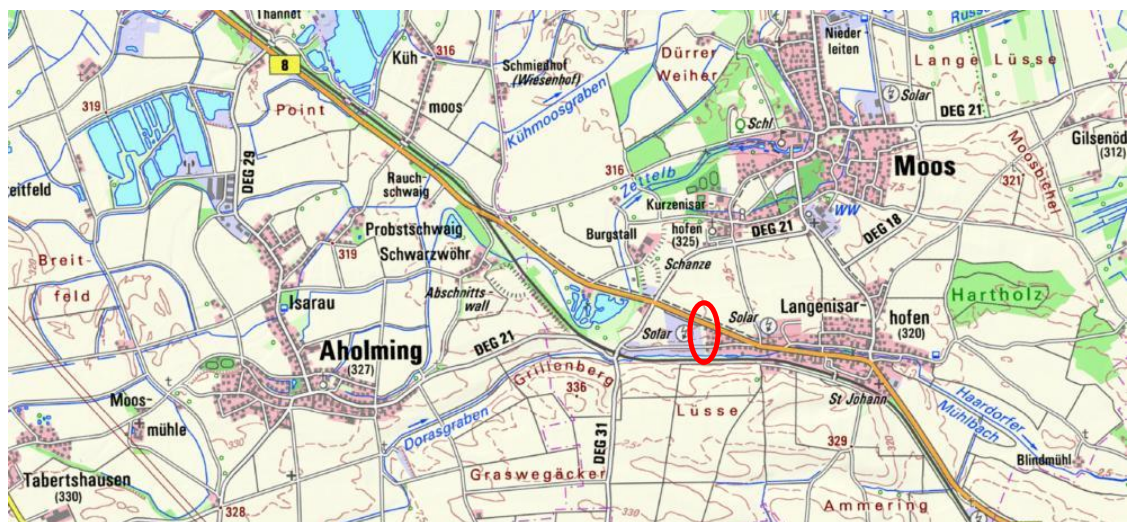 Thannet
Küh-
316
Schmiedhof
(Wiesenhof)
Dürrer
Weiher
Nieder
leiten
Lange Lüsse
8
319
Point
moos
Kühmoosgraben
Solar
DEG 21
Schl
Gilsenöd
(312)
DEG 29
Moos
Moosbichel
321
316
Zettelb
Rauch-
schwaig
Kurzenisar
hofen
(325)
DEG 21
WW
DEG 18
Probstschwaig
Schwarzwöhr
Burgstall
Schanze
319
Breit-
feld
Isarau
Abschnitts-
wall
Langenisar-
hofen
(320)
Hartholz
Solar
Solar
Aholming
(327)
DEG 21
Grillenberg
336
Lüsse
St Johann
Haardorfer
Mühlbach
Moos-
mühle
Dorasgraben
DEG 31
329
320
Blindmühl
330
Tabertshausen
(330)
Graswegäcker
328
Ammering